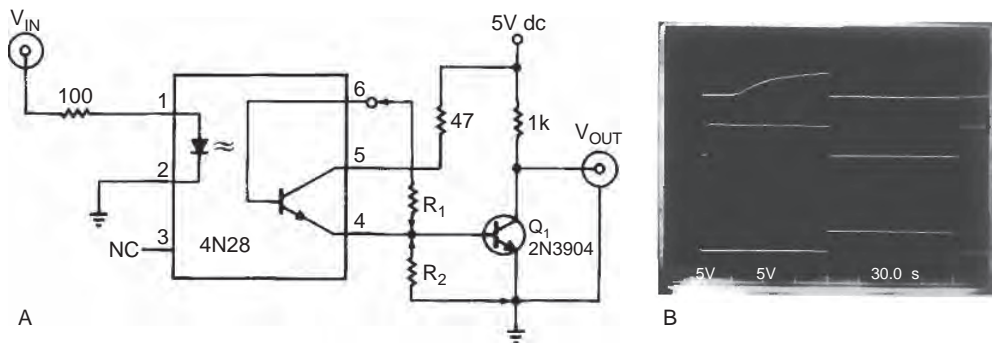 V_IN
100
1
2
3
NC
4N28
6
5
4
R_1
R_2
47
5V dc
1k
V_OUT
Q_1
2N3904
A
5V 5V 30.0 s
B